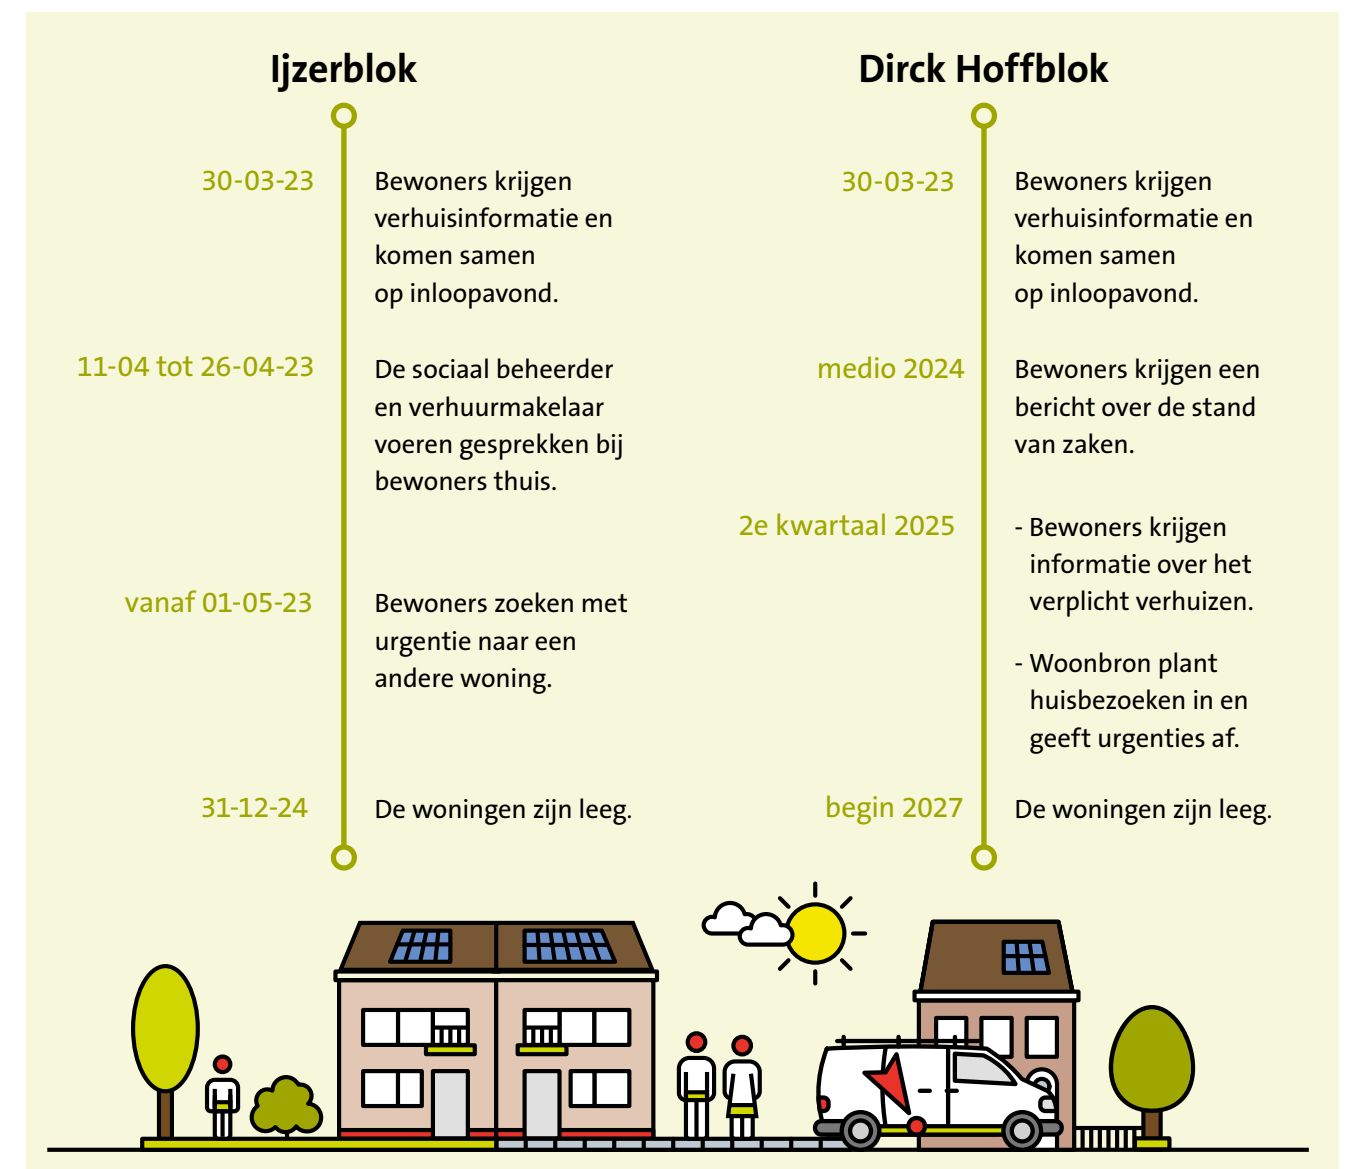 Ijzerblok
30-03-23
Bewoners krijgen
verhuisinformatie en
komen samen
op inloopavond.
11-04 tot 26-04-23
De sociaal beheerder
en verhuurmakelaar
voeren gesprekken bij
bewoners thuis.
vanaf 01-05-23
Bewoners zoeken met
urgentie naar een
andere woning.
31-12-24
De woningen zijn leeg.
Dirck Hoffblok
30-03-23
Bewoners krijgen
verhuisinformatie en
komen samen
op inloopavond.
medio 2024
Bewoners krijgen een
bericht over de stand
van zaken.
2e kwartaal 2025
- Bewoners krijgen
informatie over het
verplicht verhuizen.
- Woonbron plant
huisbezoeken in en
geeft urgenties af.
begin 2027
De woningen zijn leeg.